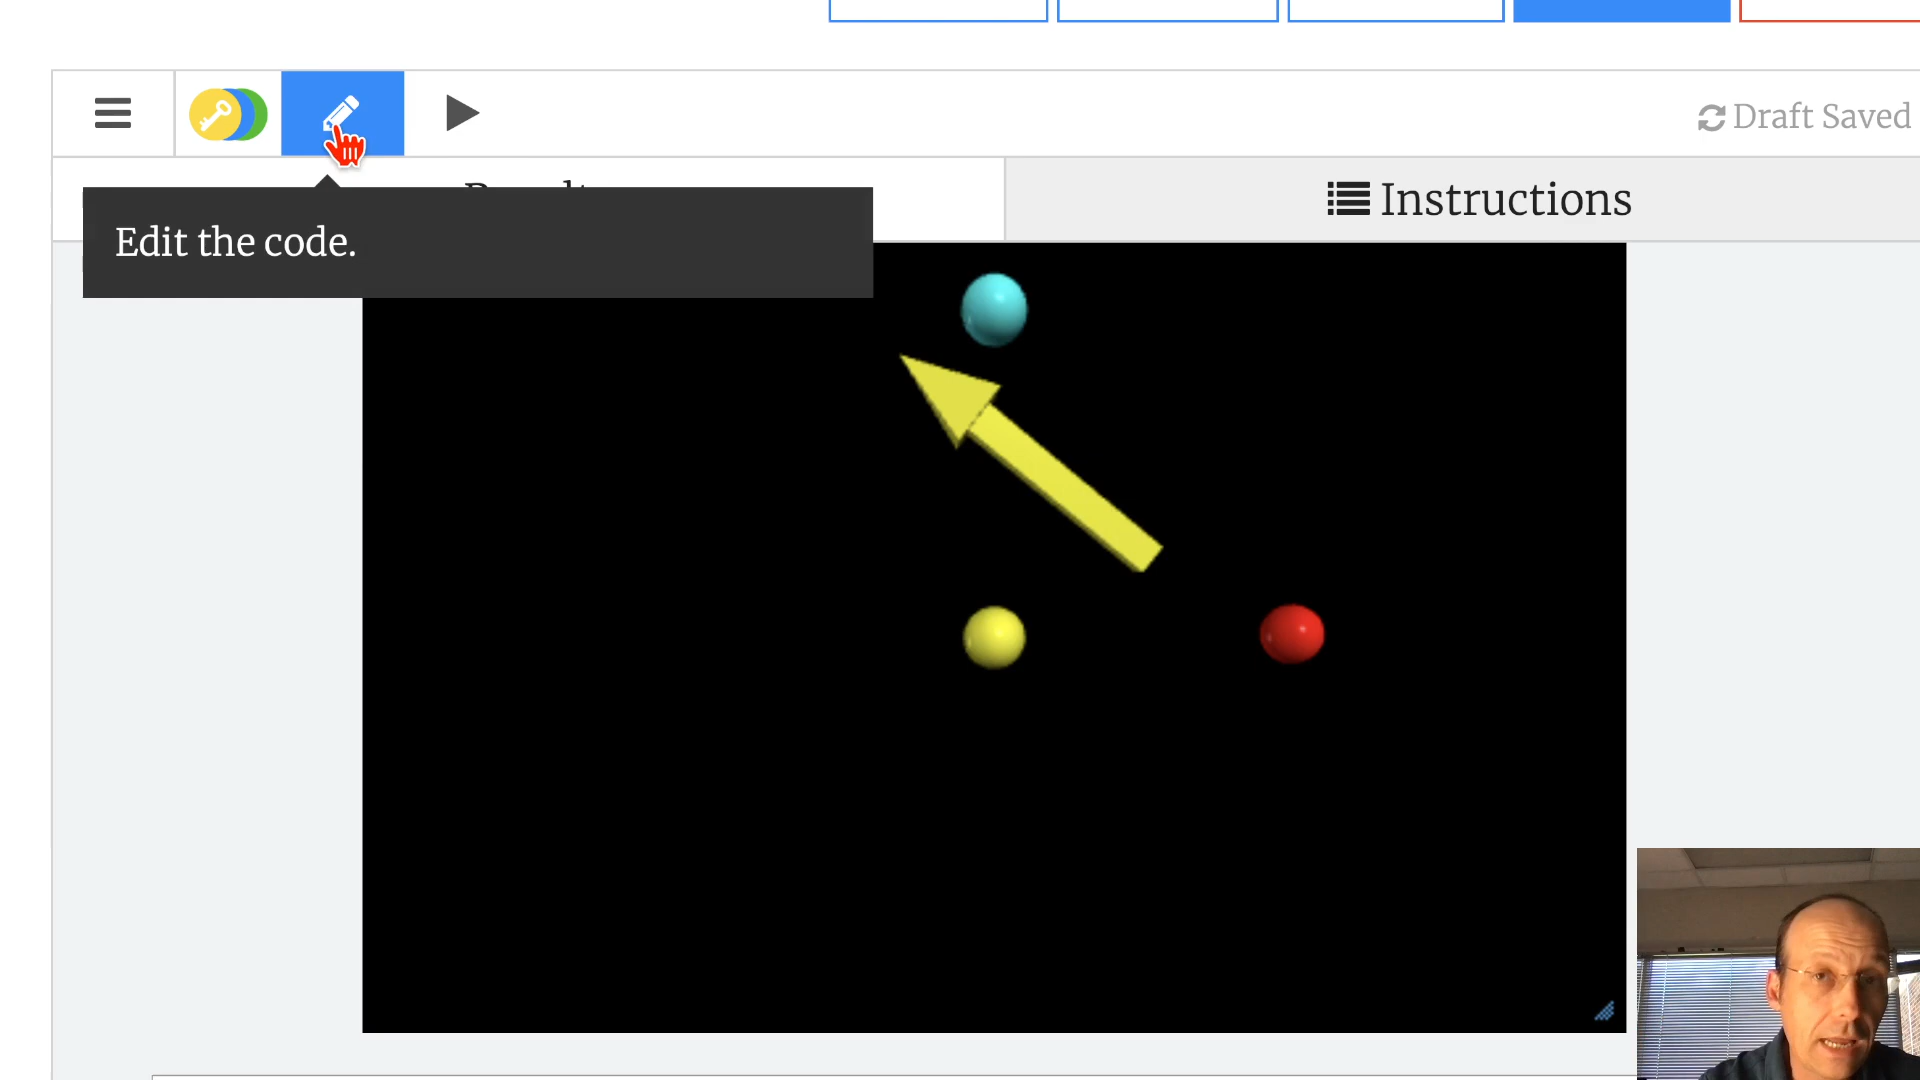 Draft Saved
Instructions
Edit the code.